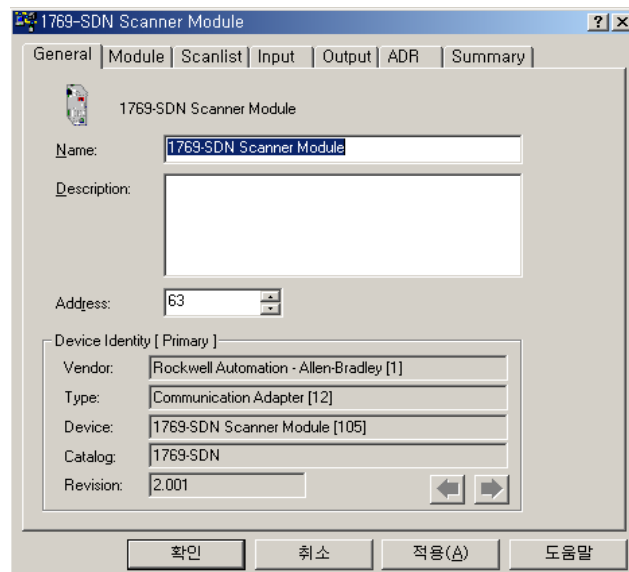 1769-SDN Scanner Module
General Module Scanlist Input Output ADR Summary
1769-SDN Scanner Module
Name: 1769-SDN Scanner Module
Description:
Address: 63
Device Identity [ Primary ]
Vendor: Rockwell Automation - Allen-Bradley [1]
Type: Communication Adapter [12]
Device: 1769-SDN Scanner Module [105]
Catalog: 1769-SDN
Revision: 2.001
확인 취소 적용(A) 도움말